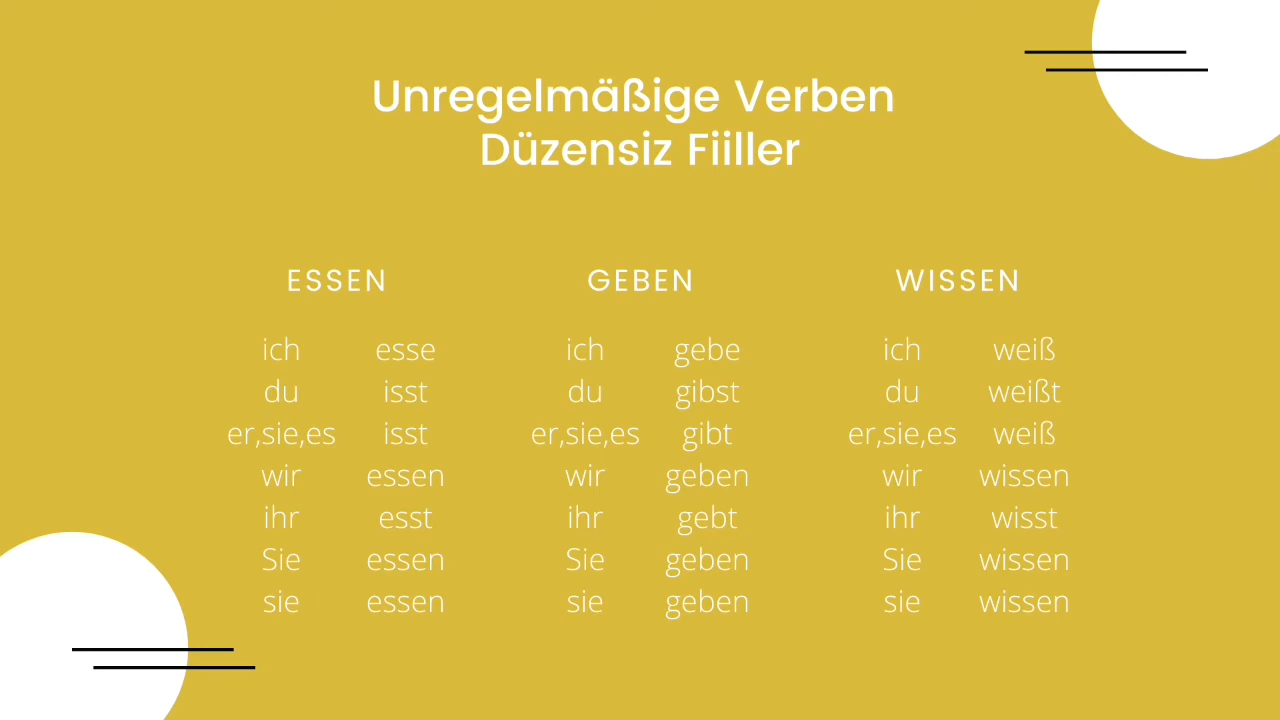 Unregelmäßige Verben
Düzensiz Fiiller
ESSEN GEBEN WISSEN
ich esse ich gebe ich weiß
du isst du gibst du weißt
er,sie,es isst er,sie,es gibt er,sie,es weiß
wir essen wir geben wir wissen
ihr esst ihr gebt ihr wisst
Sie essen Sie geben Sie wissen
sie essen sie geben sie wissen